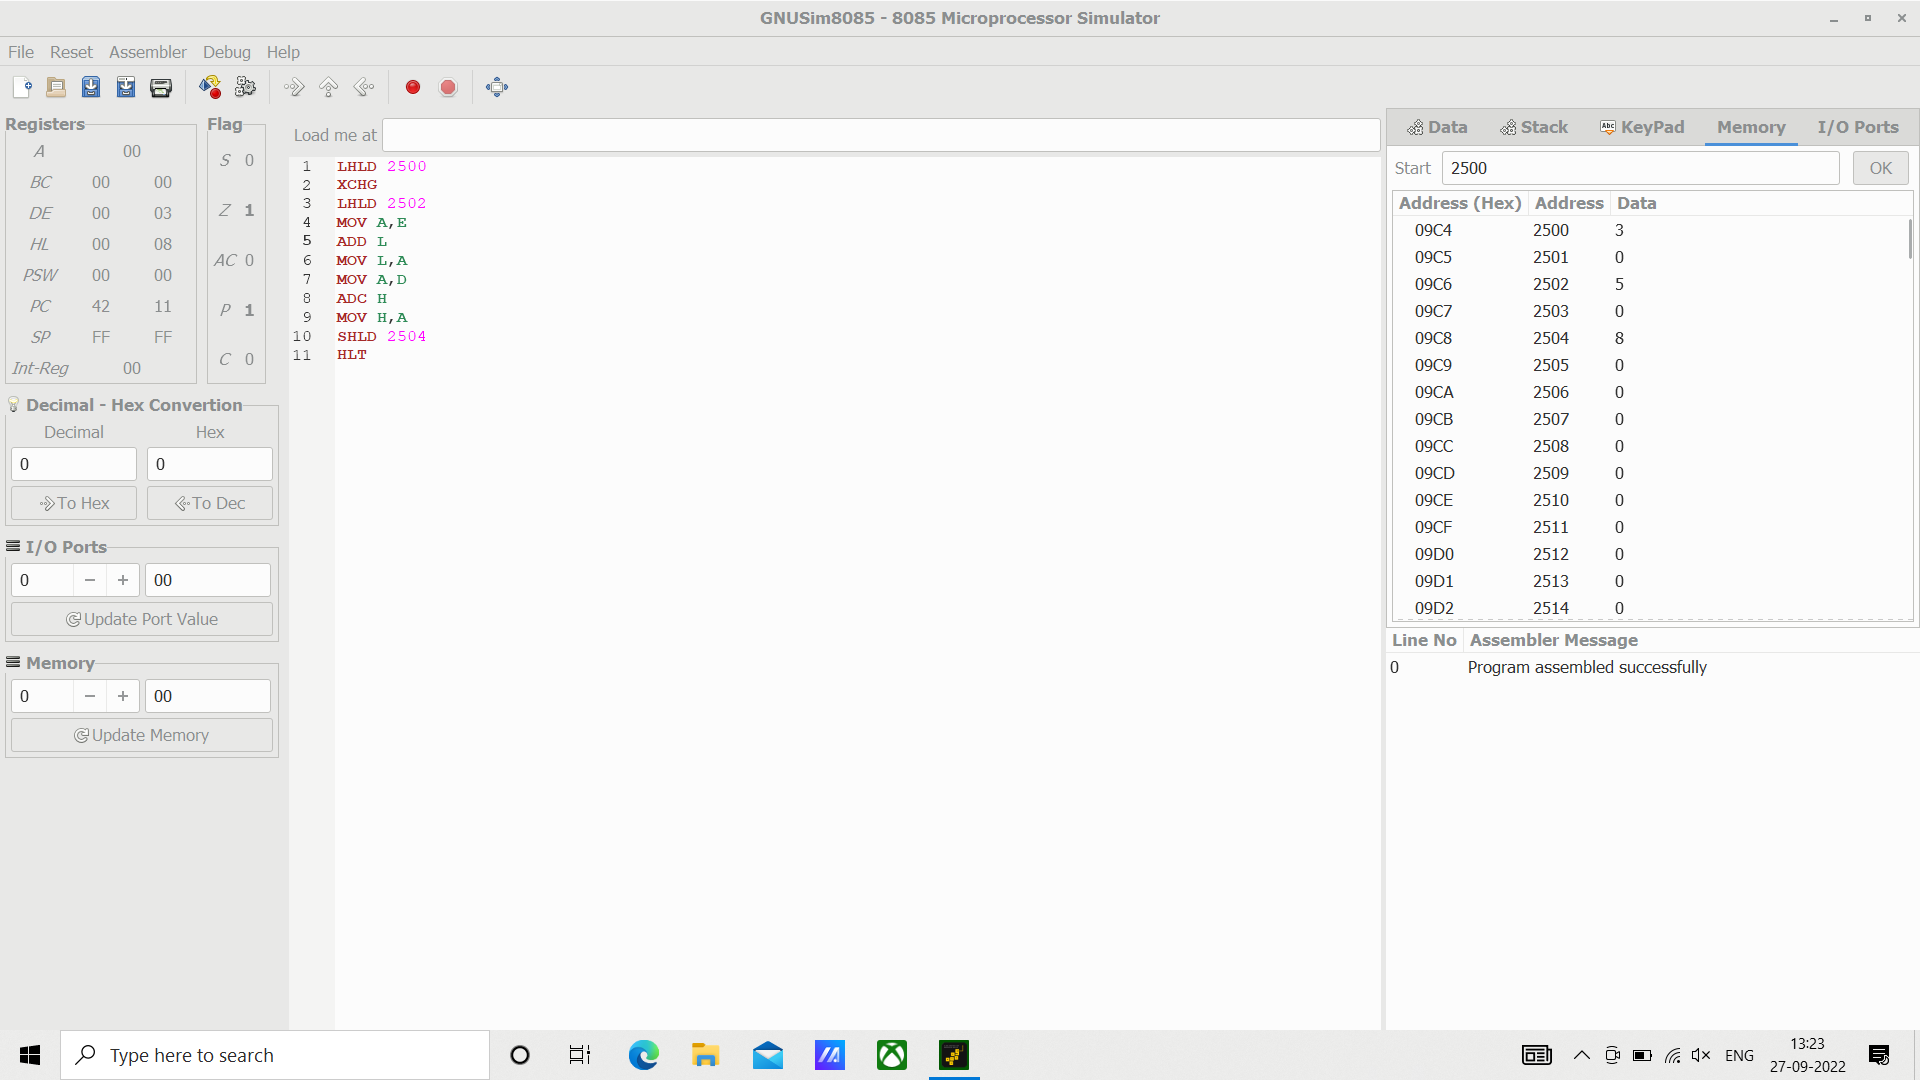 GNUSim8085 - 8085 Microprocessor Simulator
File Reset Assembler Debug Help
Registers
A 00
BC 00 00
DE 00 03
HL 00 08
PSW 00 00
PC 42 11
SP FF FF
Int-Reg 00
Flag
S 0
Z 1
AC 0
P 1
C 0
Decimal - Hex Convertion
Decimal Hex
0 0
To Hex To Dec
I/O Ports
0 − + 00
Update Port Value
Memory
0 − + 00
Update Memory
Load me at
1 LHLD 2500
2 XCHG
3 LHLD 2502
4 MOV A,E
5 ADD L
6 MOV L,A
7 MOV A,D
8 ADC H
9 MOV H,A
10 SHLD 2504
11 HLT
Data Stack Abc KeyPad Memory I/O Ports
Start 2500 OK
Address (Hex) Address Data
09C4 2500 3
09C5 2501 0
09C6 2502 5
09C7 2503 0
09C8 2504 8
09C9 2505 0
09CA 2506 0
09CB 2507 0
09CC 2508 0
09CD 2509 0
09CE 2510 0
09CF 2511 0
09D0 2512 0
09D1 2513 0
09D2 2514 0
Line No Assembler Message
0 Program assembled successfully
Type here to search
ENG
13:23
27-09-2022